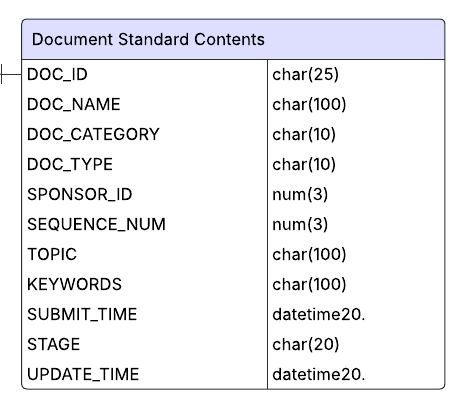 Document Standard Contents
DOC_ID char(25)
DOC_NAME char(100)
DOC_CATEGORY char(10)
DOC_TYPE char(10)
SPONSOR_ID num(3)
SEQUENCE_NUM num(3)
TOPIC char(100)
KEYWORDS char(100)
SUBMIT_TIME datetime20.
STAGE char(20)
UPDATE_TIME datetime20.